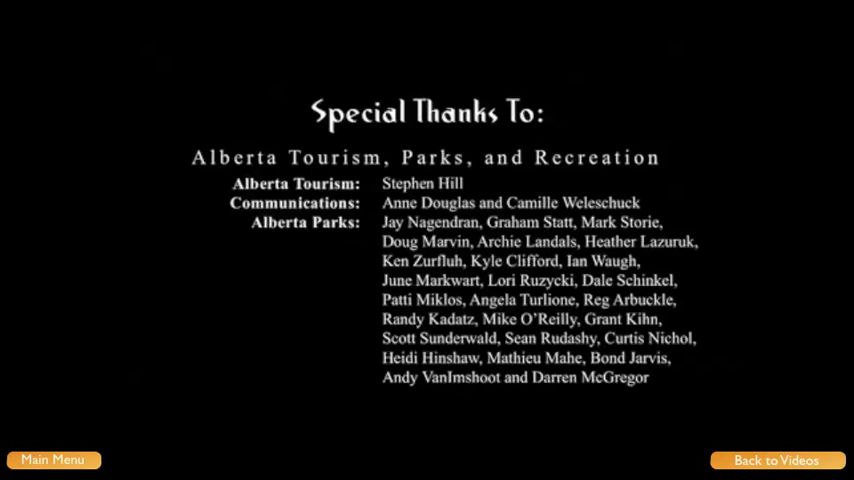 Special Thanks To:
Alberta Tourism, Parks, and Recreation
Alberta Tourism: Stephen Hill
Communications: Anne Douglas and Camille Weleschuck
Alberta Parks: Jay Nagendran, Graham Statt, Mark Storie,
Doug Marvin, Archie Landals, Heather Lazuruk,
Ken Zurfluh, Kyle Clifford, Ian Waugh,
June Markwart, Lori Ruzycki, Dale Schinkel,
Patti Miklos, Angela Turlione, Reg Arbuckle,
Randy Kadatz, Mike O'Reilly, Grant Kihn,
Scott Sunderwald, Sean Rudashy, Curtis Nichol,
Heidi Hinshaw, Mathieu Mahe, Bond Jarvis,
Andy VanImshoot and Darren McGregor
Main Menu
Back to Videos